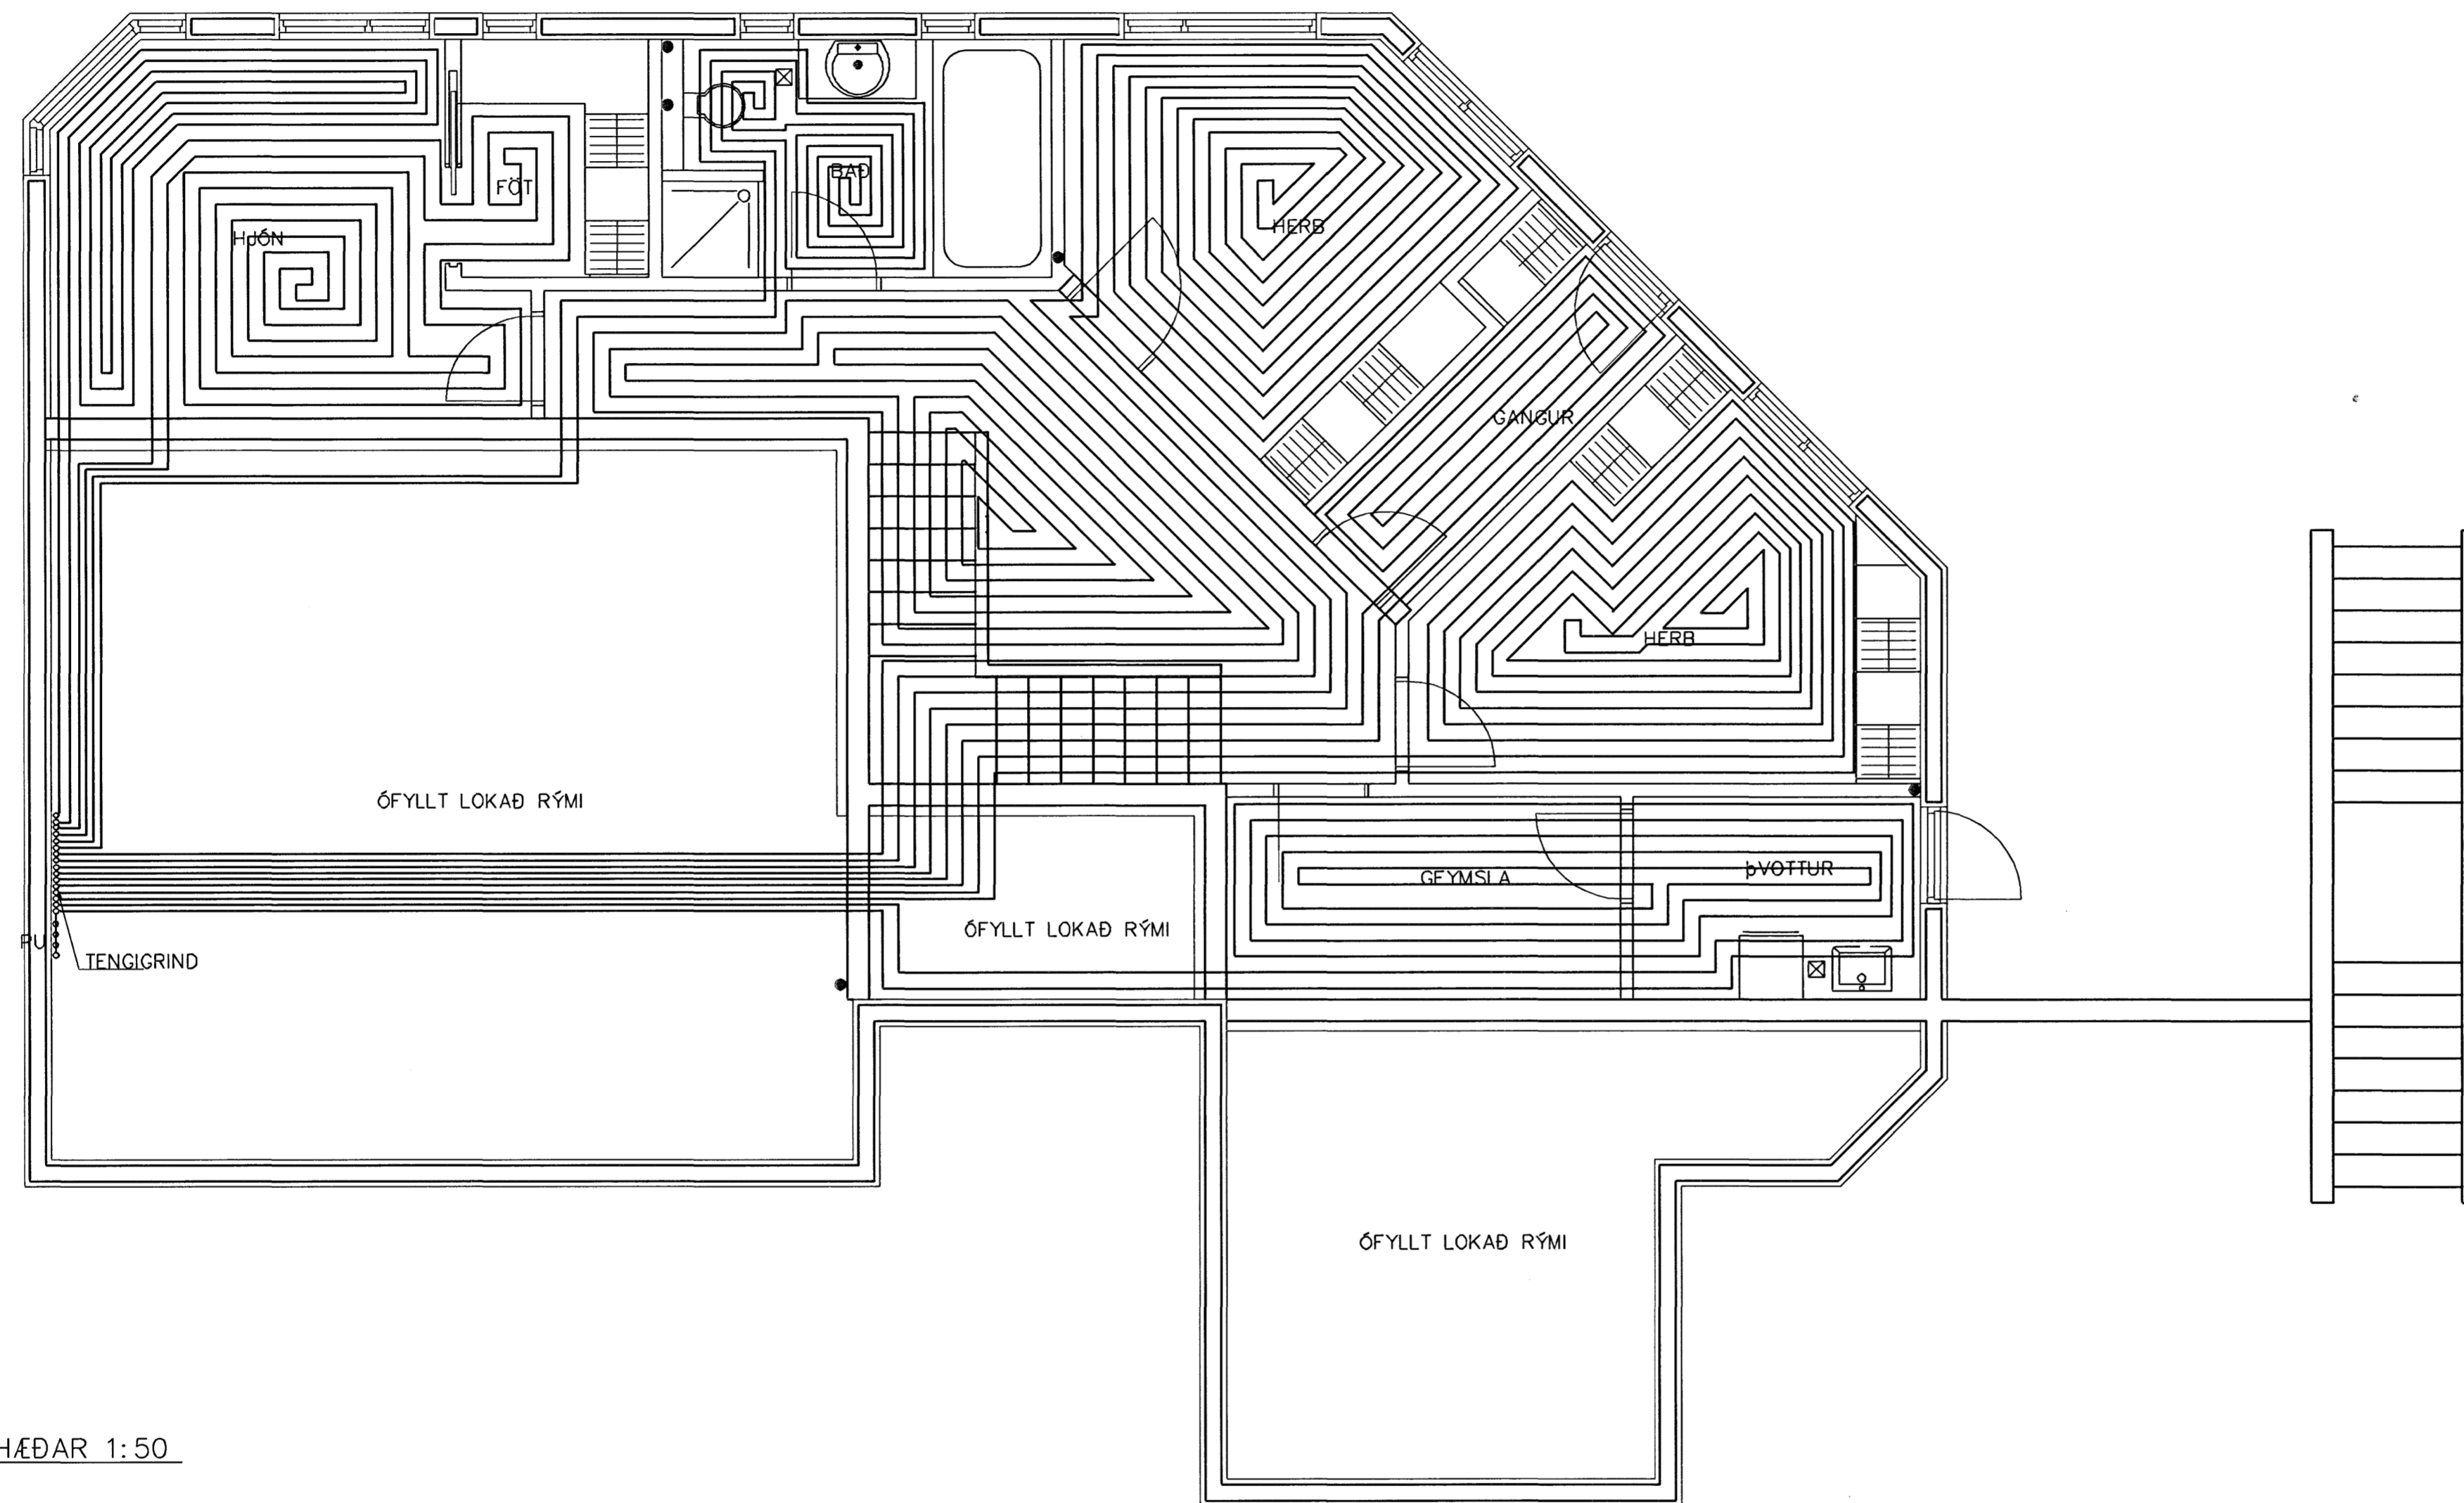 FÖT
BAÐ
HJÓN
HERB
GANGUR
HERB
ÓFYLLT LOKAÐ RÝMI
GEYMSLA
ÞVOTTUR
ÓFYLLT LOKAÐ RÝMI
TENGIGRIND
ÓFYLLT LOKAÐ RÝMI
HÆÐAR 1:50